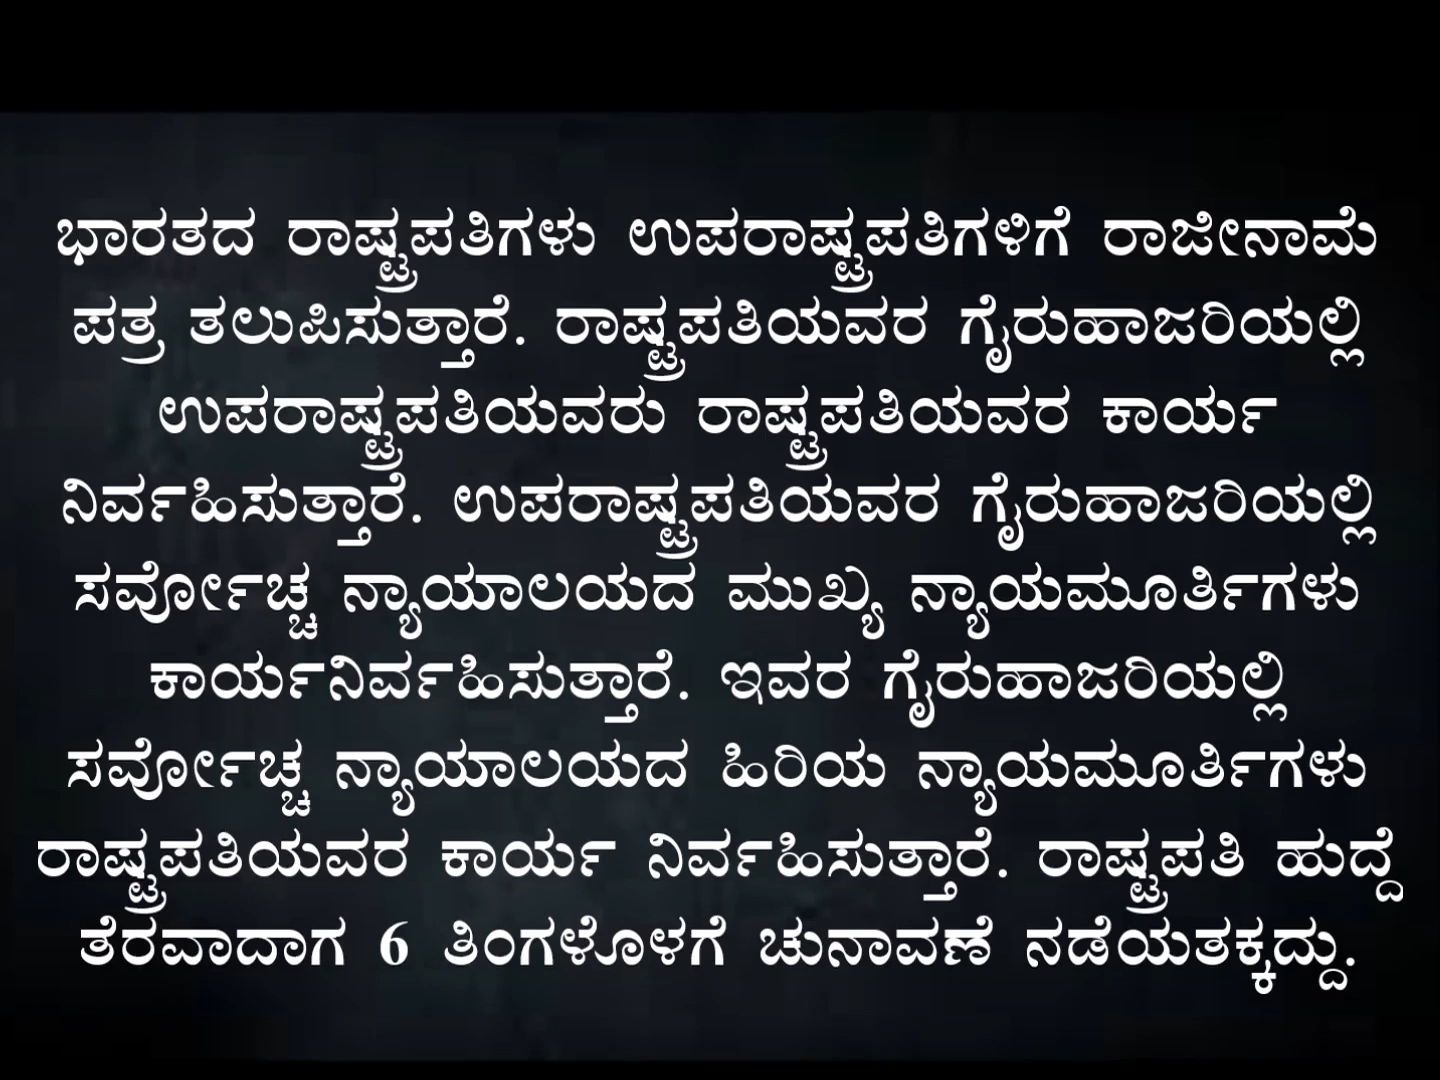 ಭಾರತದ ರಾಷ್ಟ್ರಪತಿಗಳು ಉಪರಾಷ್ಟ್ರಪತಿಗಳಿಗೆ ರಾಜೀನಾಮೆ
ಪತ್ರ ತಲುಪಿಸುತ್ತಾರೆ. ರಾಷ್ಟ್ರಪತಿಯವರ ಗೈರುಹಾಜರಿಯಲ್ಲಿ
ಉಪರಾಷ್ಟ್ರಪತಿಯವರು ರಾಷ್ಟ್ರಪತಿಯವರ ಕಾರ್ಯ
ನಿರ್ವಹಿಸುತ್ತಾರೆ. ಉಪರಾಷ್ಟ್ರಪತಿಯವರ ಗೈರುಹಾಜರಿಯಲ್ಲಿ
ಸರ್ವೋಚ್ಚ ನ್ಯಾಯಾಲಯದ ಮುಖ್ಯ ನ್ಯಾಯಮೂರ್ತಿಗಳು
ಕಾರ್ಯನಿರ್ವಹಿಸುತ್ತಾರೆ. ಇವರ ಗೈರುಹಾಜರಿಯಲ್ಲಿ
ಸರ್ವೋಚ್ಚ ನ್ಯಾಯಾಲಯದ ಹಿರಿಯ ನ್ಯಾಯಮೂರ್ತಿಗಳು
ರಾಷ್ಟ್ರಪತಿಯವರ ಕಾರ್ಯ ನಿರ್ವಹಿಸುತ್ತಾರೆ. ರಾಷ್ಟ್ರಪತಿ ಹುದ್ದೆ
ತೆರವಾದಾಗ 6 ತಿಂಗಳೊಳಗೆ ಚುನಾವಣೆ ನಡೆಯತಕ್ಕದ್ದು.